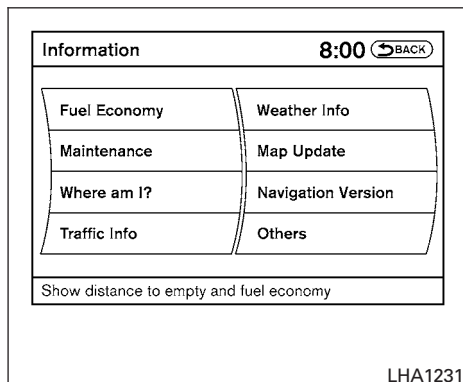 Information 8:00 BACK
Fuel Economy
Maintenance
Where am I?
Traffic Info
Weather Info
Map Update
Navigation Version
Others
Show distance to empty and fuel economy
LHA1231